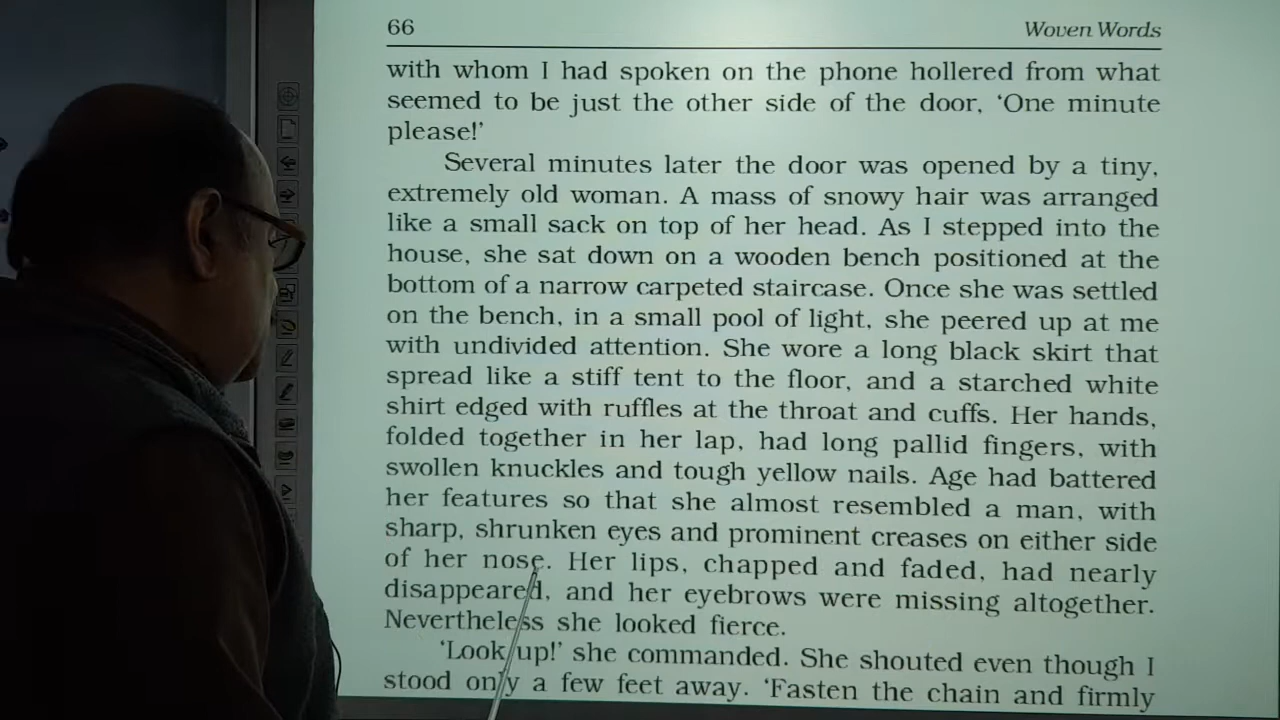 66 Woven Words
with whom I had spoken on the phone hollered from what
seemed to be just the other side of the door, ‘One minute
please!’
Several minutes later the door was opened by a tiny,
extremely old woman. A mass of snowy hair was arranged
like a small sack on top of her head. As I stepped into the
house, she sat down on a wooden bench positioned at the
bottom of a narrow carpeted staircase. Once she was settled
on the bench, in a small pool of light, she peered up at me
with undivided attention. She wore a long black skirt that
spread like a stiff tent to the floor, and a starched white
shirt edged with ruffles at the throat and cuffs. Her hands,
folded together in her lap, had long pallid fingers, with
swollen knuckles and tough yellow nails. Age had battered
her features so that she almost resembled a man, with
sharp, shrunken eyes and prominent creases on either side
of her nose. Her lips, chapped and faded, had nearly
disappeared, and her eyebrows were missing altogether.
Nevertheless she looked fierce.
‘Look up!’ she commanded. She shouted even though I
stood only a few feet away. ‘Fasten the chain and firmly